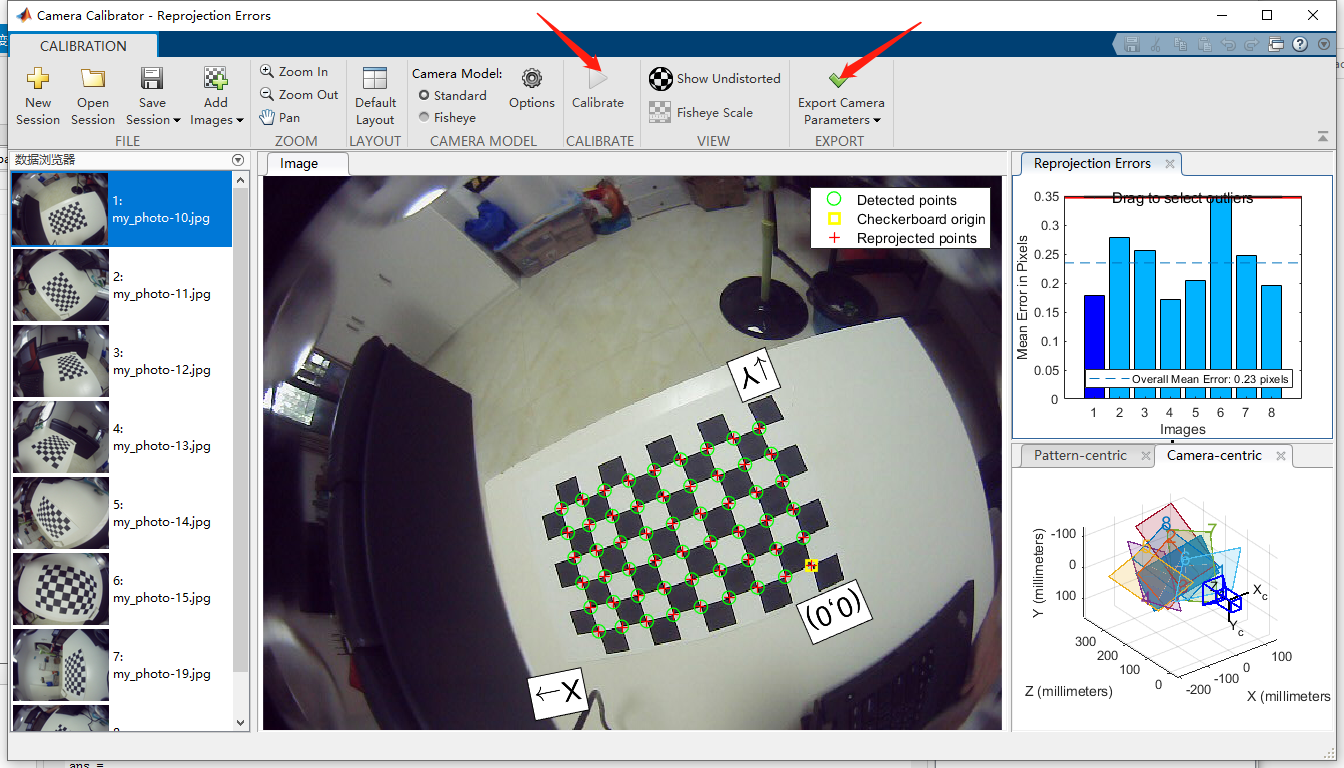 Camera Calibrator - Reprojection Errors
CALIBRATION
New Session
Open Session
Save Session
Add Images
FILE
Zoom In
Zoom Out
Pan
ZOOM
Default Layout
LAYOUT
Camera Model:
Standard
Fisheye
Options
CAMERA MODEL
Calibrate
CALIBRATE
Show Undistorted
Fisheye Scale
VIEW
Export Camera Parameters
EXPORT
数据浏览器
1:
my_photo-10.jpg
2:
my_photo-11.jpg
3:
my_photo-12.jpg
4:
my_photo-13.jpg
5:
my_photo-14.jpg
6:
my_photo-15.jpg
7:
my_photo-19.jpg
Image
Detected points
Checkerboard origin
Reprojected points
Y→
(0,0)
←X
Reprojection Errors
Drag to select outliers
Mean Error in Pixels
0.35
0.3
0.25
0.2
0.15
0.1
0.05
0
Overall Mean Error: 0.23 pixels
1 2 3 4 5 6 7 8
Images
Pattern-centric
Camera-centric
Y (millimeters)
-100
0
100
8
2
7
6
1
Xc
Yc
300
200
100
0
Z (millimeters)
-200
-100
0
100
X (millimeters
ans =